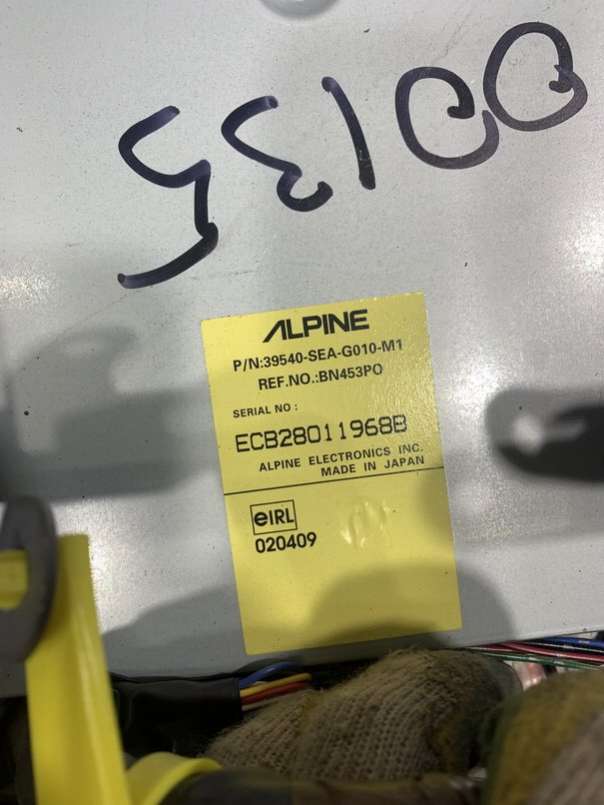 00135
ALPINE
P/N:39540-SEA-G010-M1
REF.NO.:BN453PO
SERIAL NO :
ECB28011968B
ALPINE ELECTRONICS INC.
MADE IN JAPAN
eIRL
020409